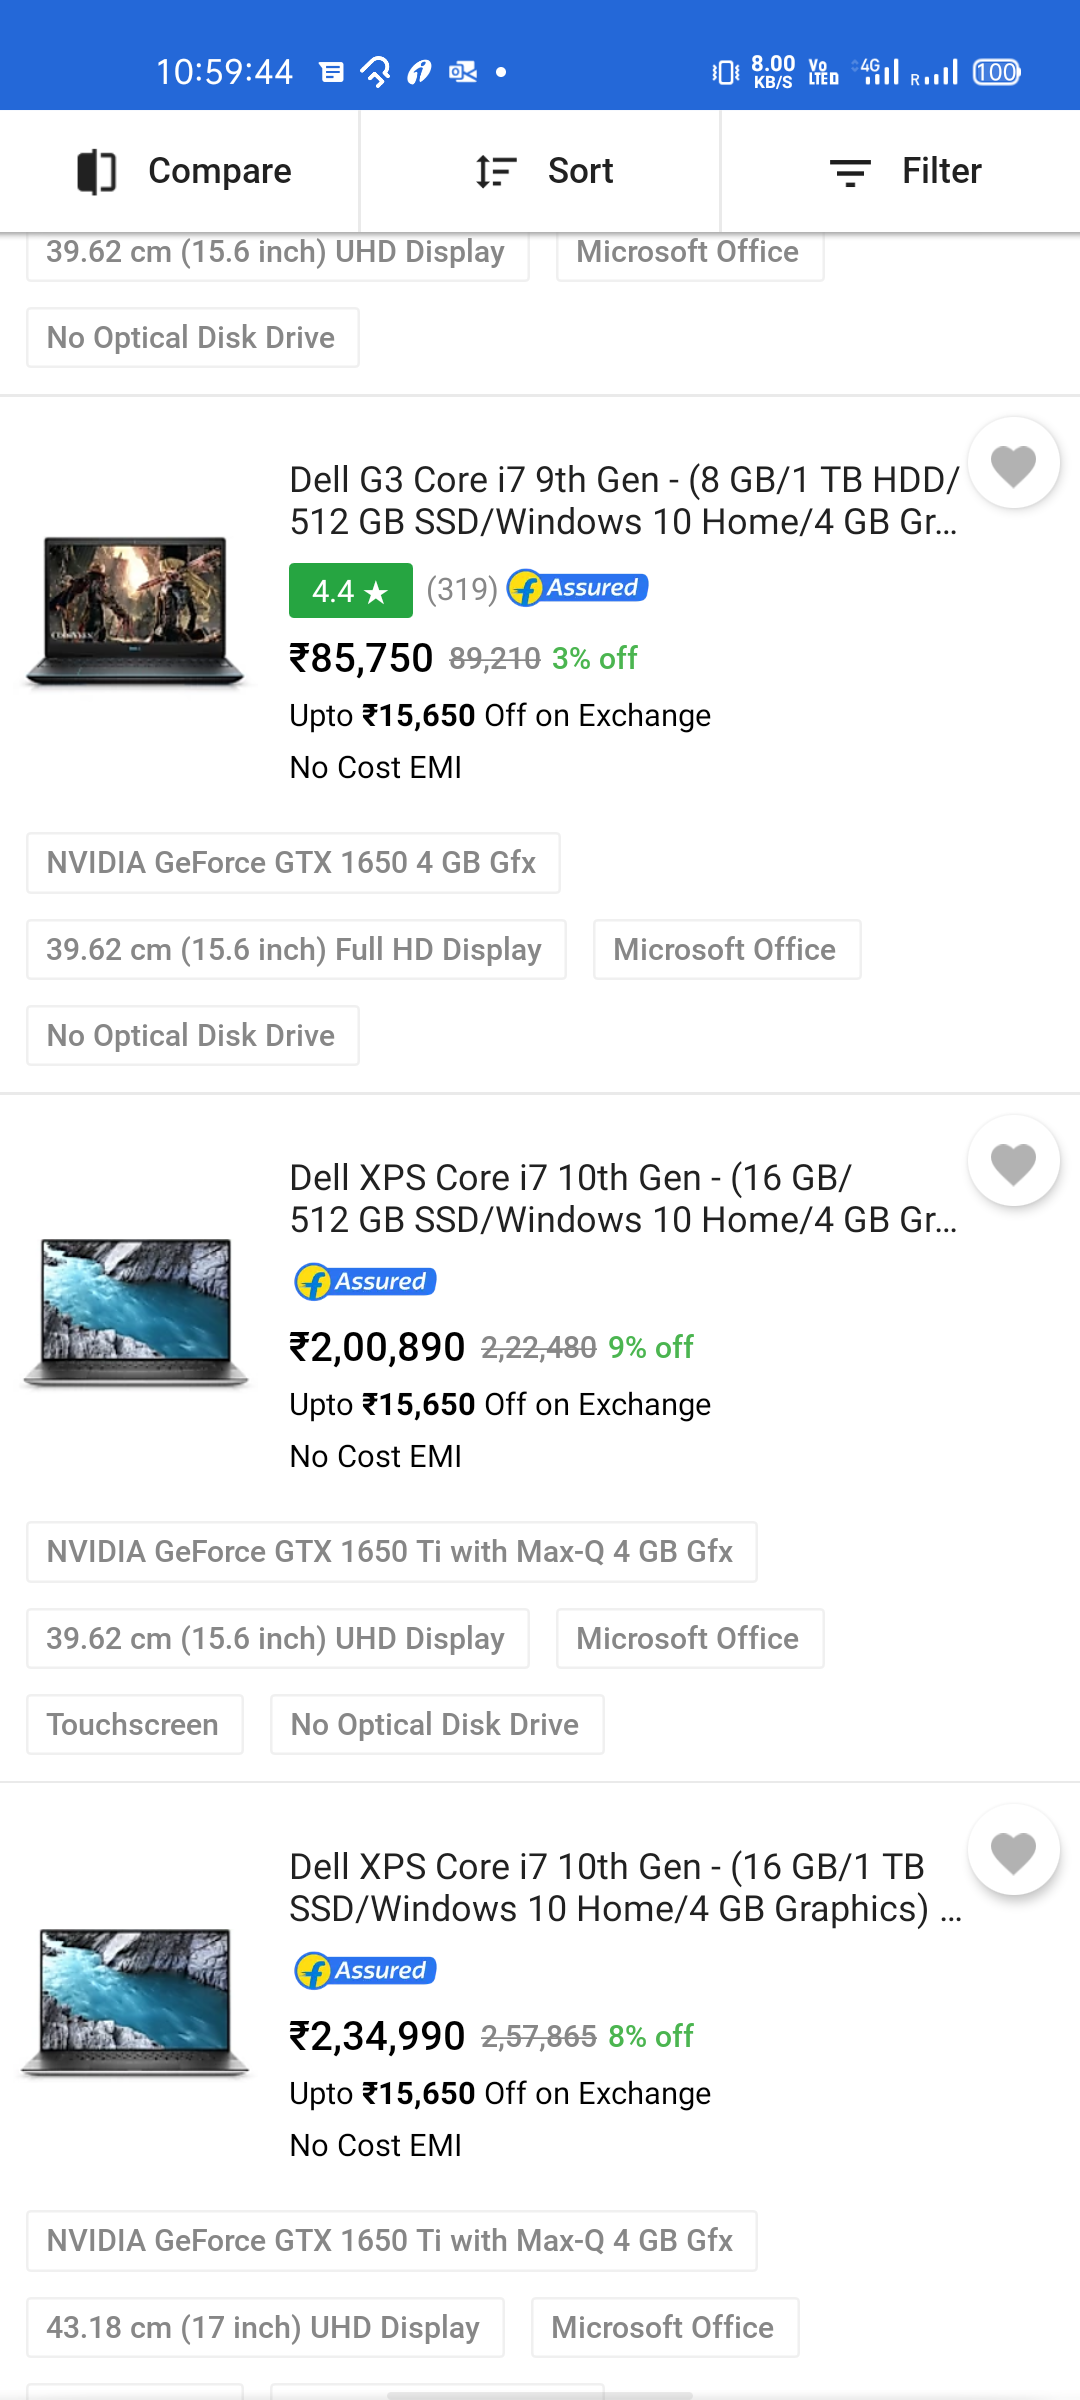 10:59:44 8.00 KB/S Vo LTE D 4G R 100
Compare Sort Filter
39.62 cm (15.6 inch) UHD Display Microsoft Office
No Optical Disk Drive
Dell G3 Core i7 9th Gen - (8 GB/1 TB HDD/
512 GB SSD/Windows 10 Home/4 GB Gr...
4.4 ★ (319) f Assured
₹85,750 89,210 3% off
Upto ₹15,650 Off on Exchange
No Cost EMI
NVIDIA GeForce GTX 1650 4 GB Gfx
39.62 cm (15.6 inch) Full HD Display Microsoft Office
No Optical Disk Drive
Dell XPS Core i7 10th Gen - (16 GB/
512 GB SSD/Windows 10 Home/4 GB Gr...
f Assured
₹2,00,890 2,22,480 9% off
Upto ₹15,650 Off on Exchange
No Cost EMI
NVIDIA GeForce GTX 1650 Ti with Max-Q 4 GB Gfx
39.62 cm (15.6 inch) UHD Display Microsoft Office
Touchscreen No Optical Disk Drive
Dell XPS Core i7 10th Gen - (16 GB/1 TB
SSD/Windows 10 Home/4 GB Graphics) ...
f Assured
₹2,34,990 2,57,865 8% off
Upto ₹15,650 Off on Exchange
No Cost EMI
NVIDIA GeForce GTX 1650 Ti with Max-Q 4 GB Gfx
43.18 cm (17 inch) UHD Display Microsoft Office